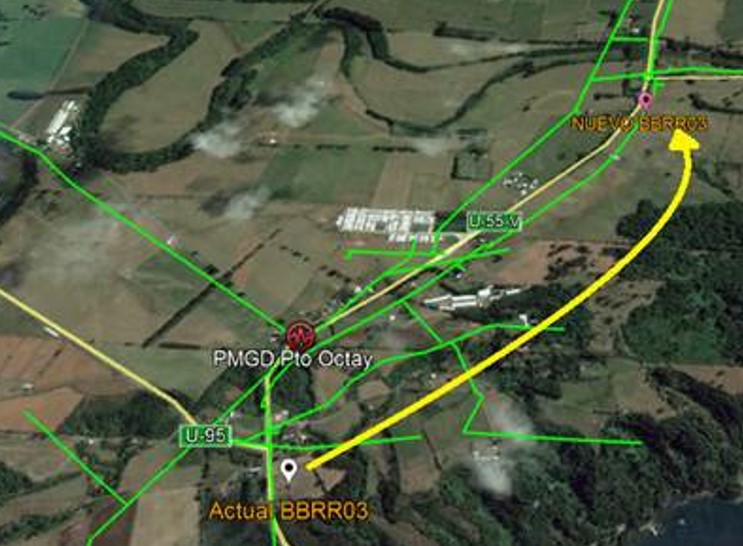 NUEVO BBRR03
U-55-V
PMGD Pto Octay
U-95
Actual BBRR03